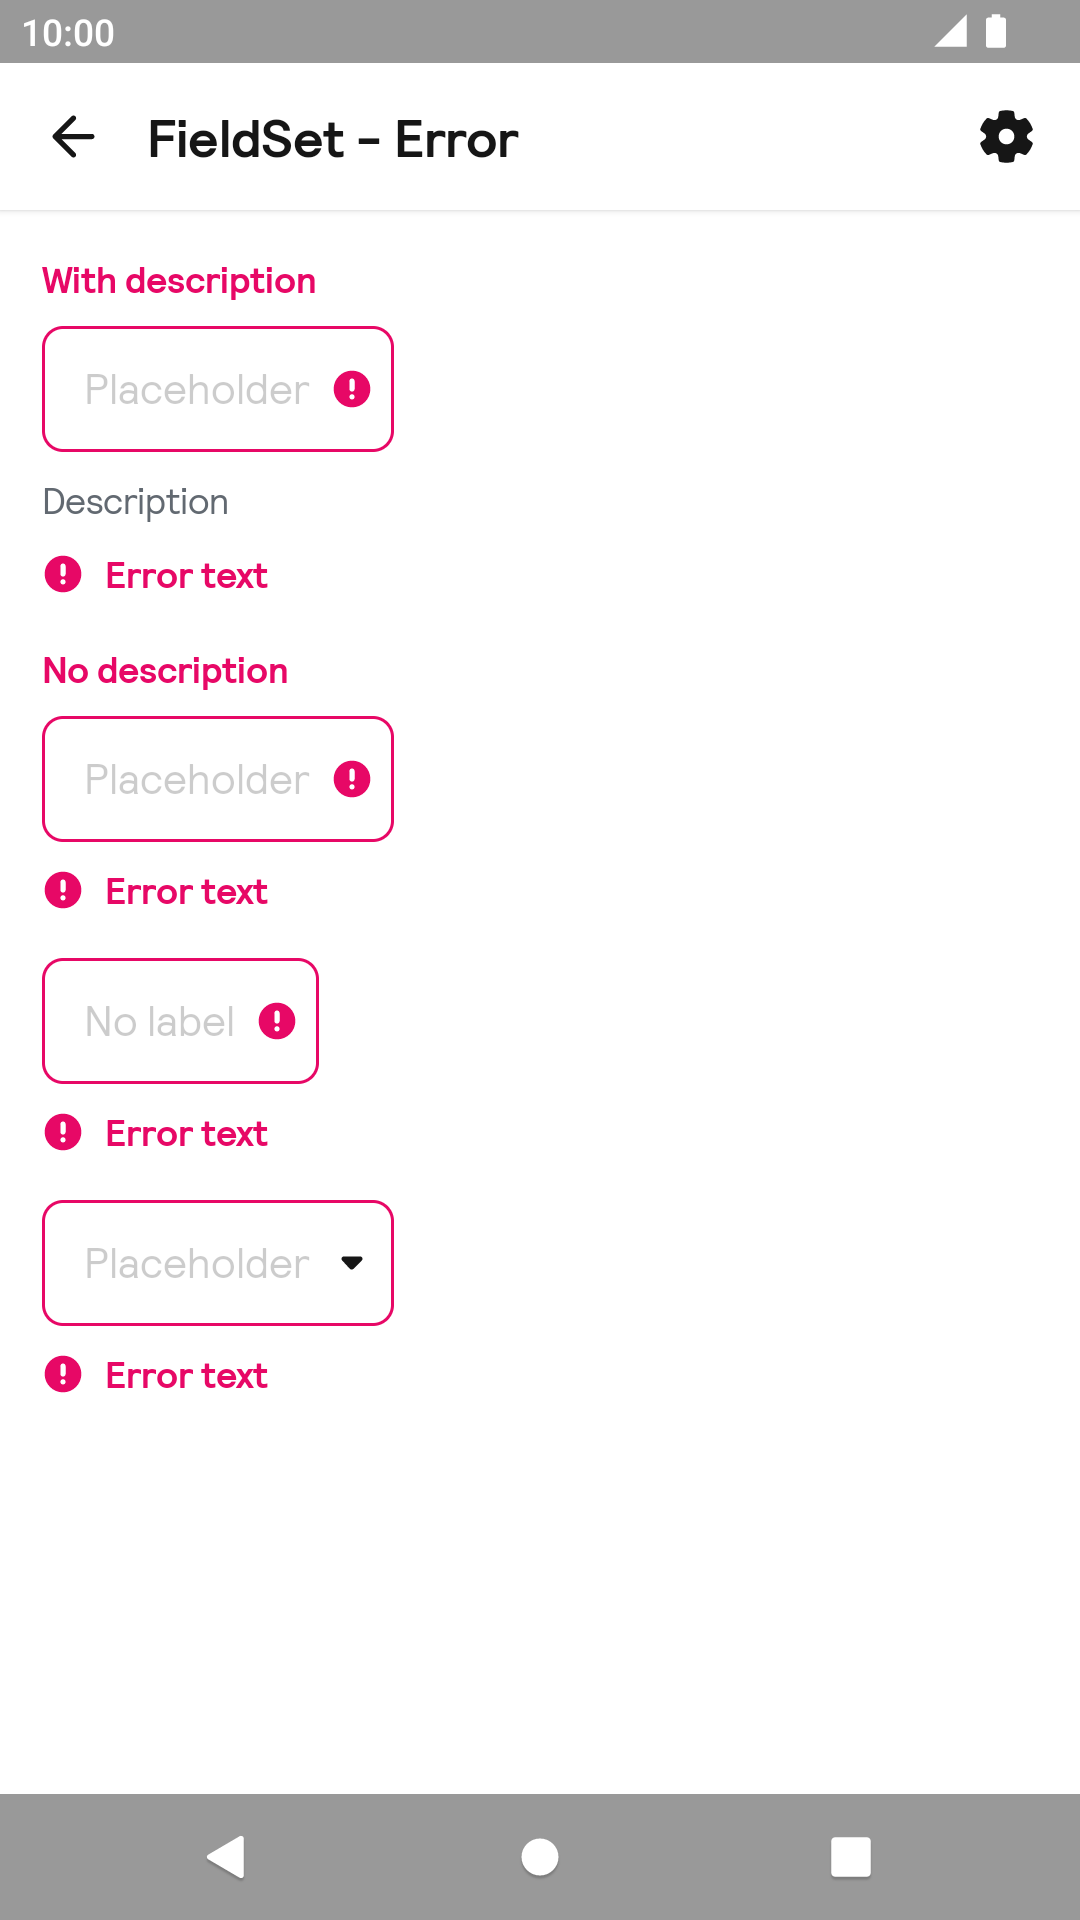 10:00
FieldSet – Error
With description
Placeholder
Description
Error text
No description
Placeholder
Error text
No label
Error text
Placeholder
Error text